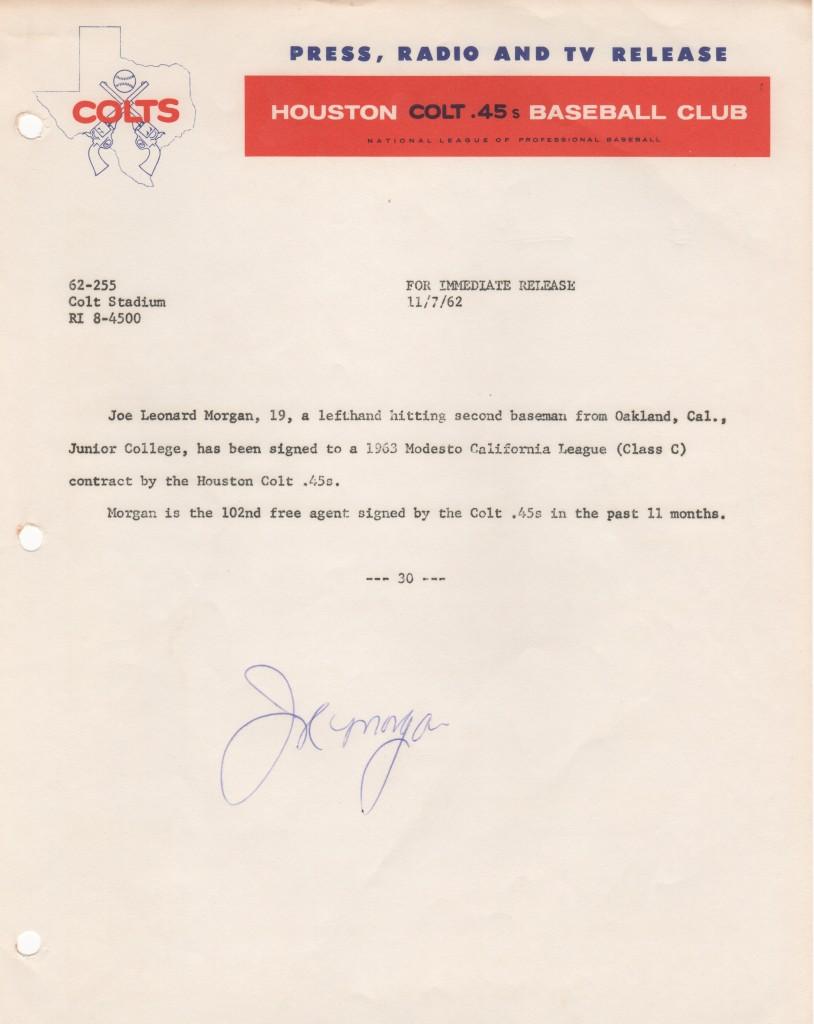 PRESS, RADIO AND TV RELEASE
COLTS
HOUSTON COLT .45s BASEBALL CLUB
NATIONAL LEAGUE OF PROFESSIONAL BASEBALL
62-255 FOR IMMEDIATE RELEASE
Colt Stadium 11/7/62
RI 8-4500
Joe Leonard Morgan, 19, a lefthand hitting second baseman from Oakland, Cal.,
Junior College, has been signed to a 1963 Modesto California League (Class C)
contract by the Houston Colt .45s.
Morgan is the 102nd free agent signed by the Colt .45s in the past 11 months.
--- 30 ---
Joe Morgan